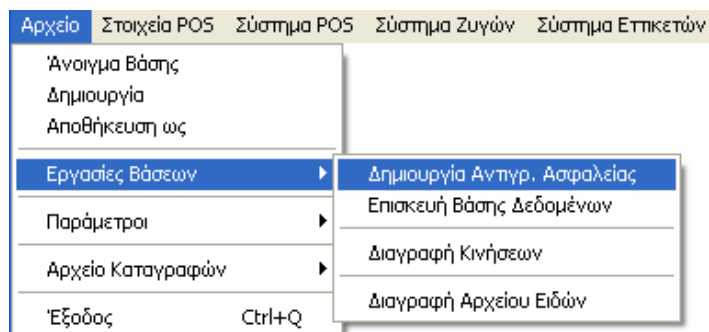 Αρχείο Στοιχεία POS Σύστημα POS Σύστημα Ζυγών Σύστημα Ετπκετών
Άνοιγμα Βάσης
Δημιουργία
Αποθήκευση ως
Εργασίες Βάσεων
Δημιουργία Αντιγρ. Ασφαλείας
Επισκευή Βάσης Δεδομένων
Παράμετροι
Διαγραφή Κινήσεων
Αρχείο Καταγραφών
Διαγραφή Αρχείου Ειδών
Έξοδος Ctrl+Q